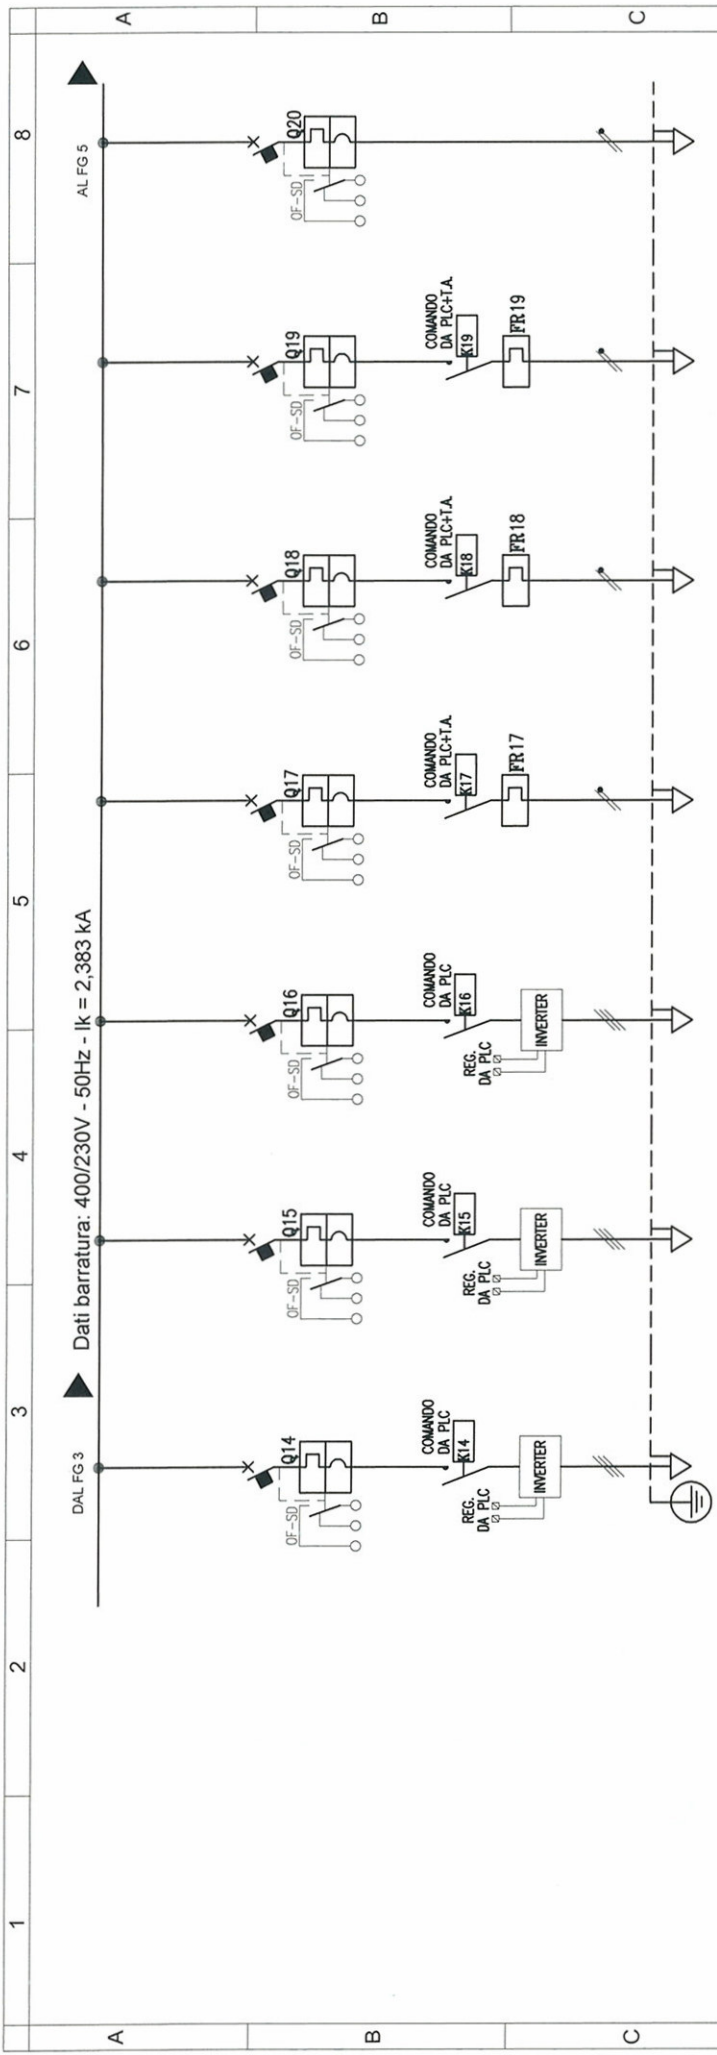 1 2 3 4 5 6 7 8
A A
DAL FG 3
Dati barratura: 400/230V - 50Hz - Ik = 2,383 kA
AL FG 5
B B
OF-SD Q14
OF-SD Q15
OF-SD Q16
OF-SD Q17
OF-SD Q18
OF-SD Q19
OF-SD Q20
COMANDO
DA PLC
K14
COMANDO
DA PLC
K15
COMANDO
DA PLC
K16
COMANDO
DA PLC+T.A.
K17
COMANDO
DA PLC+T.A.
K18
COMANDO
DA PLC+T.A.
K19
REG.
DA PLC
INVERTER
REG.
DA PLC
INVERTER
REG.
DA PLC
INVERTER
FR17
FR18
FR19
C C